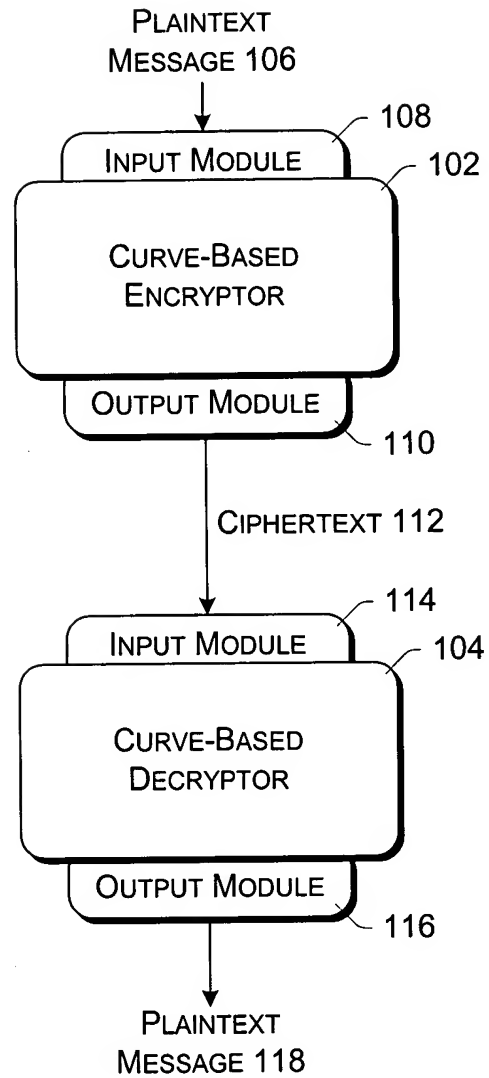 PLAINTEXT
MESSAGE 106
108
INPUT MODULE
102
CURVE-BASED
ENCRYPTOR
OUTPUT MODULE
110
CIPHERTEXT 112
114
INPUT MODULE
104
CURVE-BASED
DECRYPTOR
OUTPUT MODULE
116
PLAINTEXT
MESSAGE 118